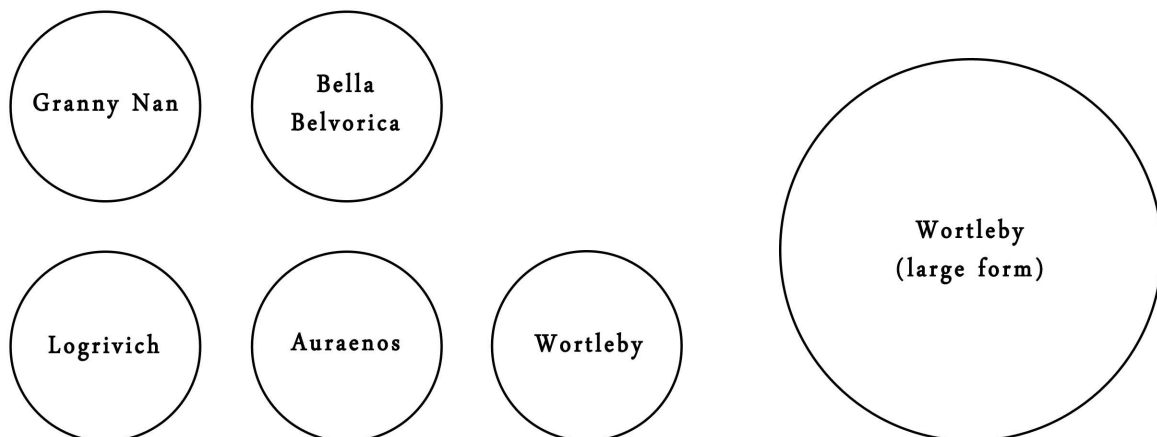 Granny Nan
Bella
Belvorica
Wortleby
(large form)
Logrivich
Auraenos
Wortleby